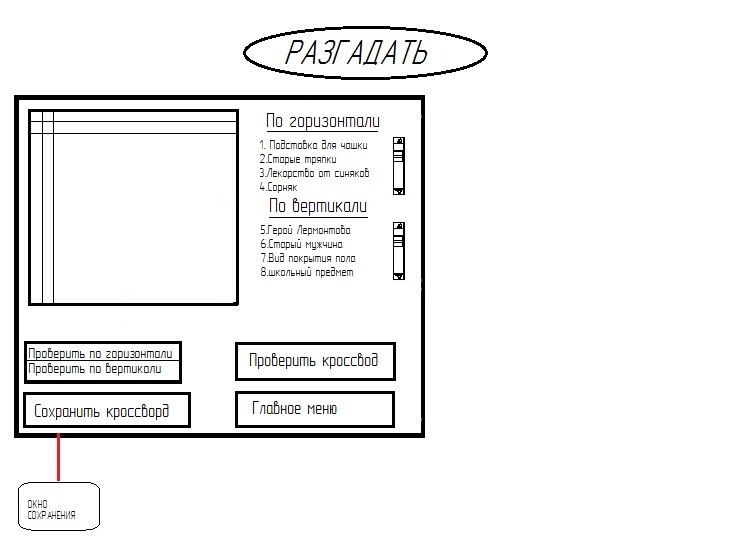 РАЗГАДАТЬ
По горизонтали
1. Подставка для чашки
2.Старые тряпки
3.Лекарство от синяков
4.Сорняк
По вертикали
5.Герой Лермонтова
6.Старый мужчина
7.Вид покрытия пола
8.школьный предмет
Проверить по горизонтали
Проверить по вертикали
Проверить кроссвод
Сохранить кроссворд
Главное меню
ОКНО
СОХРАНЕНИЯ